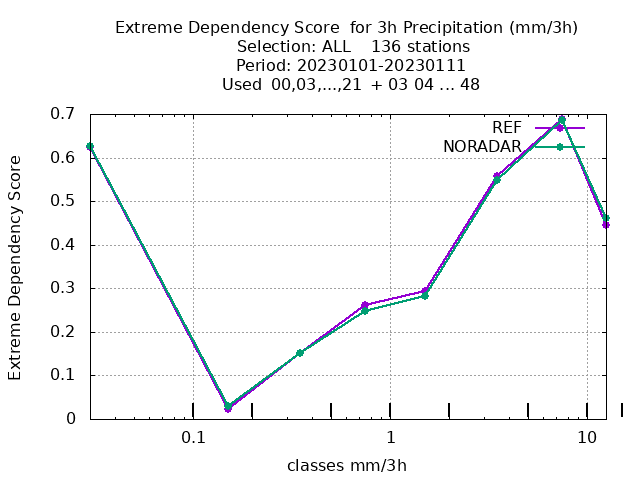 Extreme Dependency Score  for 3h Precipitation (mm/3h)
Selection: ALL    136 stations
Period: 20230101-20230111
Used  00,03,...,21  + 03 04 ... 48
REF
NORADAR
0.7
0.6
0.5
0.4
0.3
0.2
0.1
0
Extreme Dependency Score
0.1 1 10
classes mm/3h